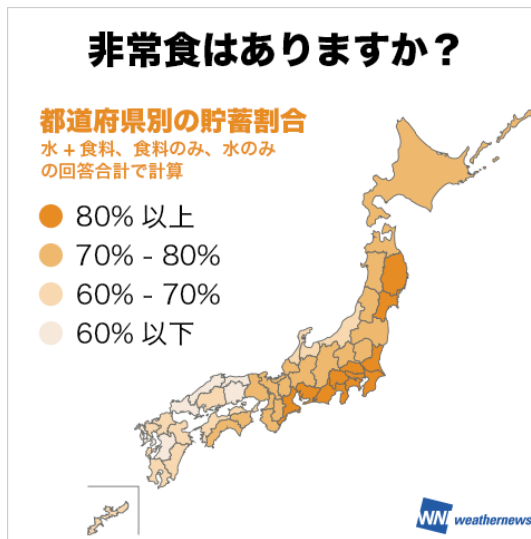 非常食はありますか？
都道府県別の貯蓄割合
水 + 食料、食料のみ、水のみ
の回答合計で計算
80% 以上
70% - 80%
60% - 70%
60% 以下
WNI weathernews